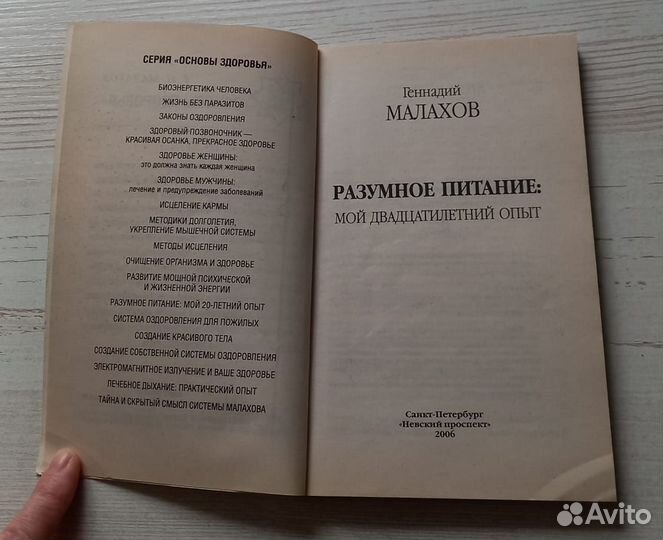 СЕРИЯ «ОСНОВЫ ЗДОРОВЬЯ»
БИОЭНЕРГЕТИКА ЧЕЛОВЕКА
ЖИЗНЬ БЕЗ ПАРАЗИТОВ
ЗАКОНЫ ОЗДОРОВЛЕНИЯ
ЗДОРОВЫЙ ПОЗВОНОЧНИК —
КРАСИВАЯ ОСАНКА, ПРЕКРАСНОЕ ЗДОРОВЬЕ
ЗДОРОВЬЕ ЖЕНЩИНЫ:
это должна знать каждая женщина
ЗДОРОВЬЕ МУЖЧИНЫ:
лечение и предупреждение заболеваний
ИСЦЕЛЕНИЕ КАРМЫ
МЕТОДИКИ ДОЛГОЛЕТИЯ,
УКРЕПЛЕНИЕ МЫШЕЧНОЙ СИСТЕМЫ
МЕТОДЫ ИСЦЕЛЕНИЯ
ОЧИЩЕНИЕ ОРГАНИЗМА И ЗДОРОВЬЕ
РАЗВИТИЕ МОЩНОЙ ПСИХИЧЕСКОЙ
И ЖИЗНЕННОЙ ЭНЕРГИИ
РАЗУМНОЕ ПИТАНИЕ: МОЙ 20-ЛЕТНИЙ ОПЫТ
СИСТЕМА ОЗДОРОВЛЕНИЯ ДЛЯ ПОЖИЛЫХ
СОЗДАНИЕ КРАСИВОГО ТЕЛА
СОЗДАНИЕ СОБСТВЕННОЙ СИСТЕМЫ ОЗДОРОВЛЕНИЯ
ЭЛЕКТРОМАГНИТНОЕ ИЗЛУЧЕНИЕ И ВАШЕ ЗДОРОВЬЕ
ЛЕЧЕБНОЕ ДЫХАНИЕ: ПРАКТИЧЕСКИЙ ОПЫТ
ТАЙНА И СКРЫТЫЙ СМЫСЛ СИСТЕМЫ МАЛАХОВА
Геннадий
МАЛАХОВ
РАЗУМНОЕ ПИТАНИЕ:
МОЙ ДВАДЦАТИЛЕТНИЙ ОПЫТ
Санкт-Петербург
«Невский проспект»
2006
Avito